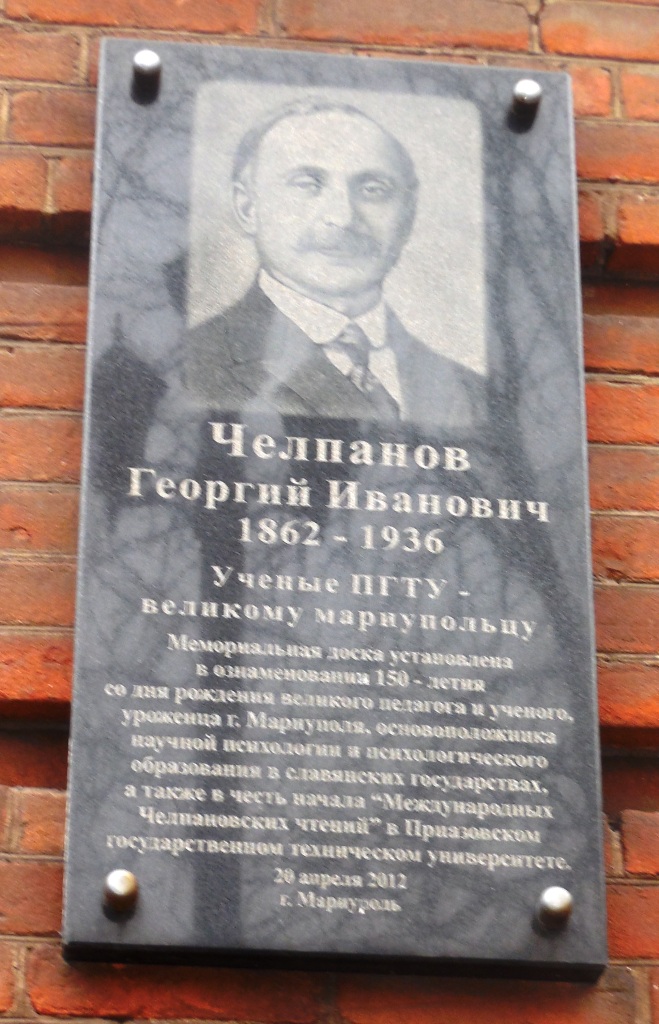 Челпанов
Георгий Иванович
1862 - 1936
Ученые ПГТУ -
великому мариупольцу
Мемориальная доска установлена
в ознаменовании 150 - летия
со дня рождения великого педагога и ученого,
уроженца г. Мариуполя, основоположника
научной психологии и психологического
образования в славянских государствах,
а также в честь начала "Международных
Челпановских чтений" в Приазовском
государственном техническом университете.
20 апреля 2012
г. Мариуполь